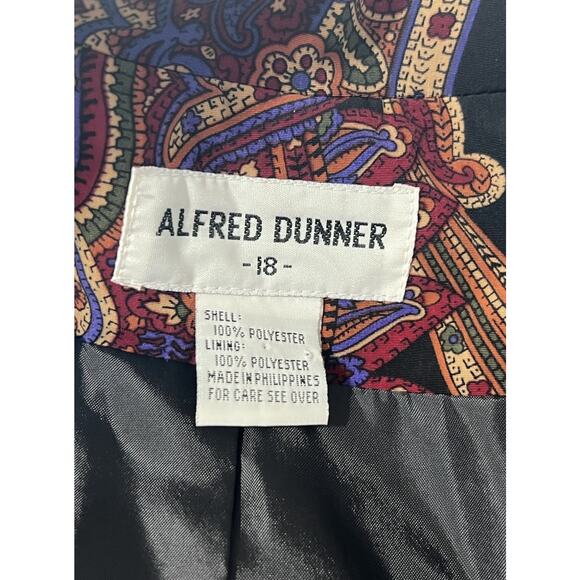 ALFRED DUNNER
-18-
SHELL:
100% POLYESTER
LINING:
100% POLYESTER
MADE IN PHILIPPINES
FOR CARE SEE OVER